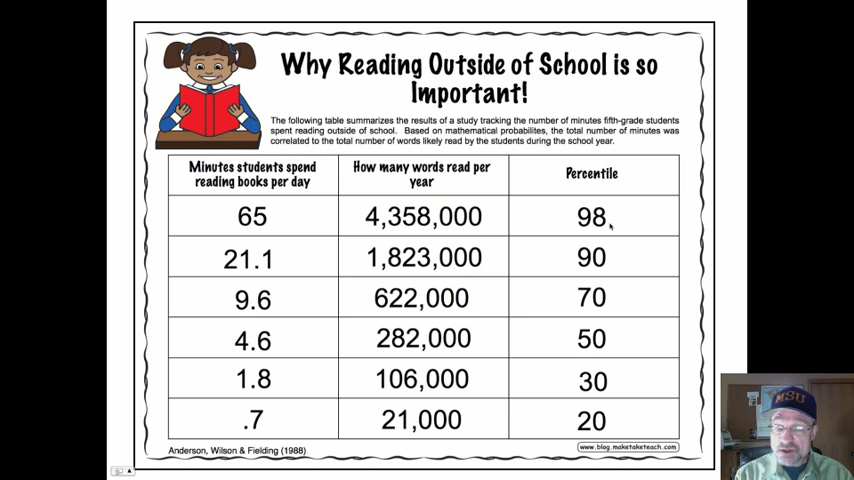 Why Reading Outside of School is so
Important!
The following table summarizes the results of a study tracking the number of minutes fifth-grade students
spent reading outside of school. Based on mathematical probabilites, the total number of minutes was
correlated to the total number of words likely read by the students during the school year.
Minutes students spend
reading books per day
How many words read per
year
Percentile
65 4,358,000 98
21.1 1,823,000 90
9.6 622,000 70
4.6 282,000 50
1.8 106,000 30
.7 21,000 20
Anderson, Wilson & Fielding (1988)
www.blog.maketaketeach.com
MSU